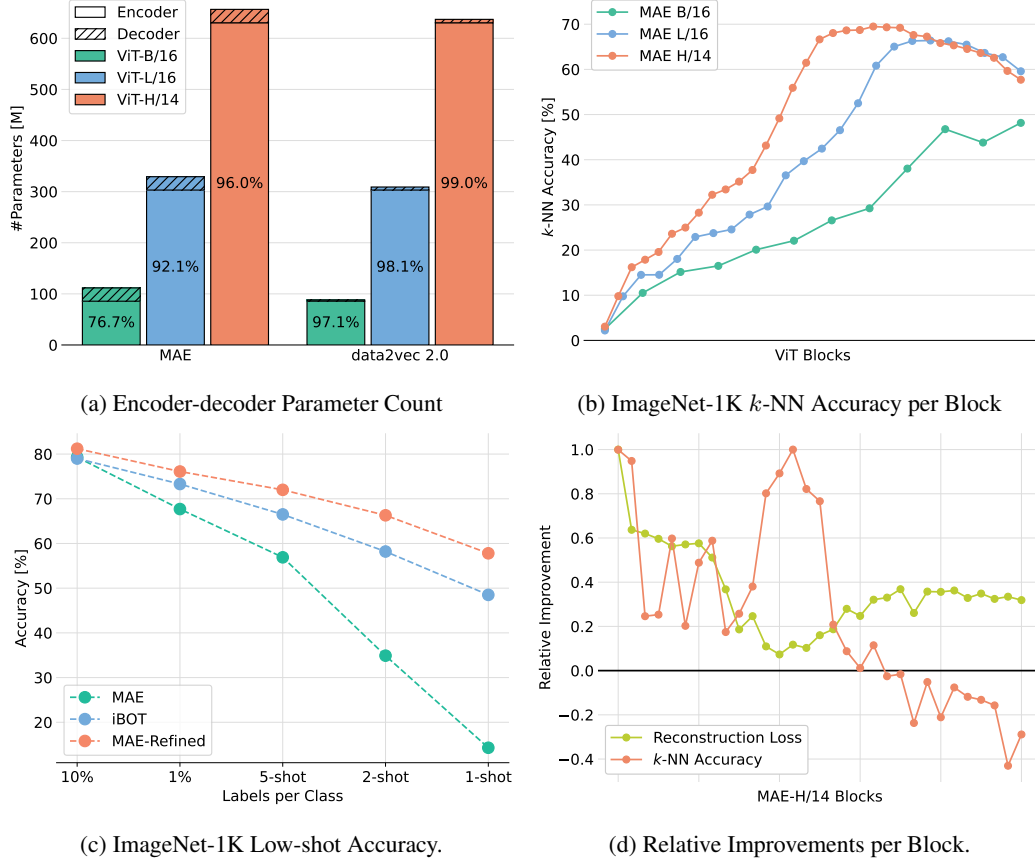 Encoder
Decoder
ViT-B/16
ViT-L/16
ViT-H/14
#Parameters [M]
600
500
400
300
200
100
0
76.7%
92.1%
96.0%
97.1%
98.1%
99.0%
MAE
data2vec 2.0
(a) Encoder-decoder Parameter Count
MAE B/16
MAE L/16
MAE H/14
k-NN Accuracy [%]
70
60
50
40
30
20
10
0
ViT Blocks
(b) ImageNet-1K k-NN Accuracy per Block
Accuracy [%]
80
70
60
50
40
30
20
MAE
iBOT
MAE-Refined
10%
1%
5-shot
2-shot
1-shot
Labels per Class
(c) ImageNet-1K Low-shot Accuracy.
Relative Improvement
1.0
0.8
0.6
0.4
0.2
0.0
−0.2
−0.4
Reconstruction Loss
k-NN Accuracy
MAE-H/14 Blocks
(d) Relative Improvements per Block.